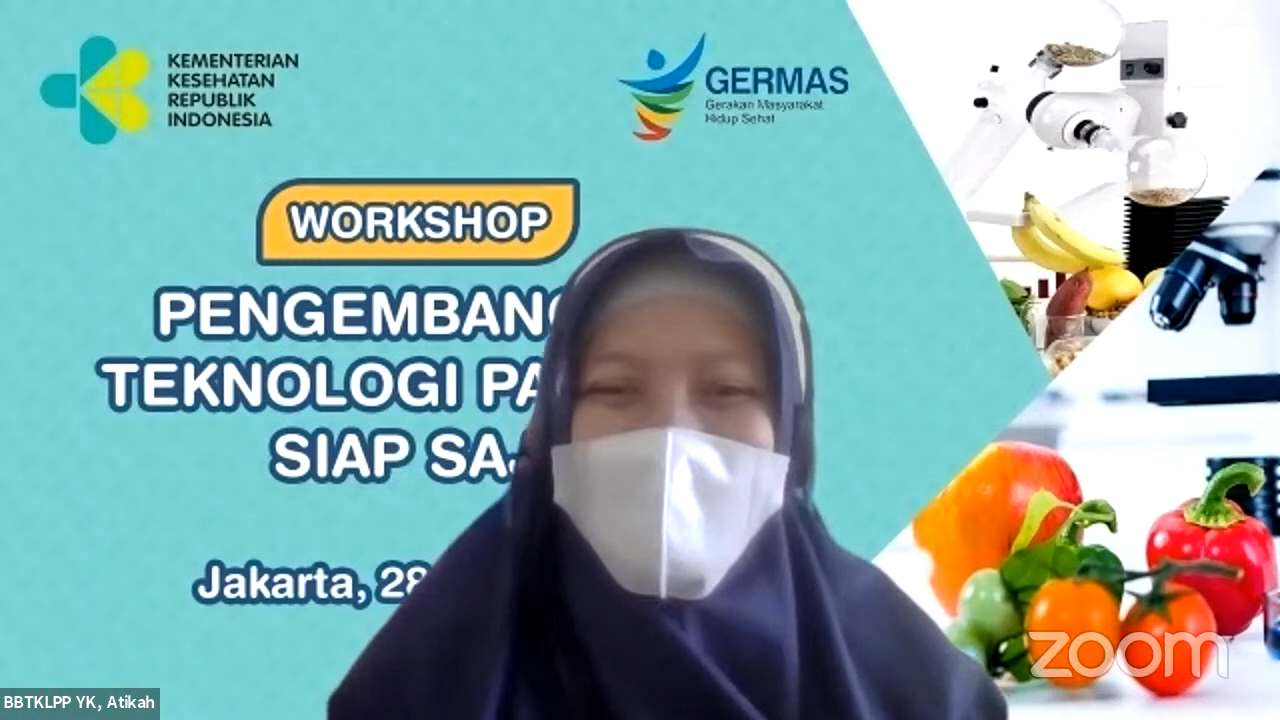 KEMENTERIAN
KESEHATAN
REPUBLIK
INDONESIA
GERMAS
Gerakan Masyarakat
Hidup Sehat
WORKSHOP
PENGEMBANG
TEKNOLOGI PA
SIAP SAJ
Jakarta, 28
zoom
BBTKLPP YK, Atikah